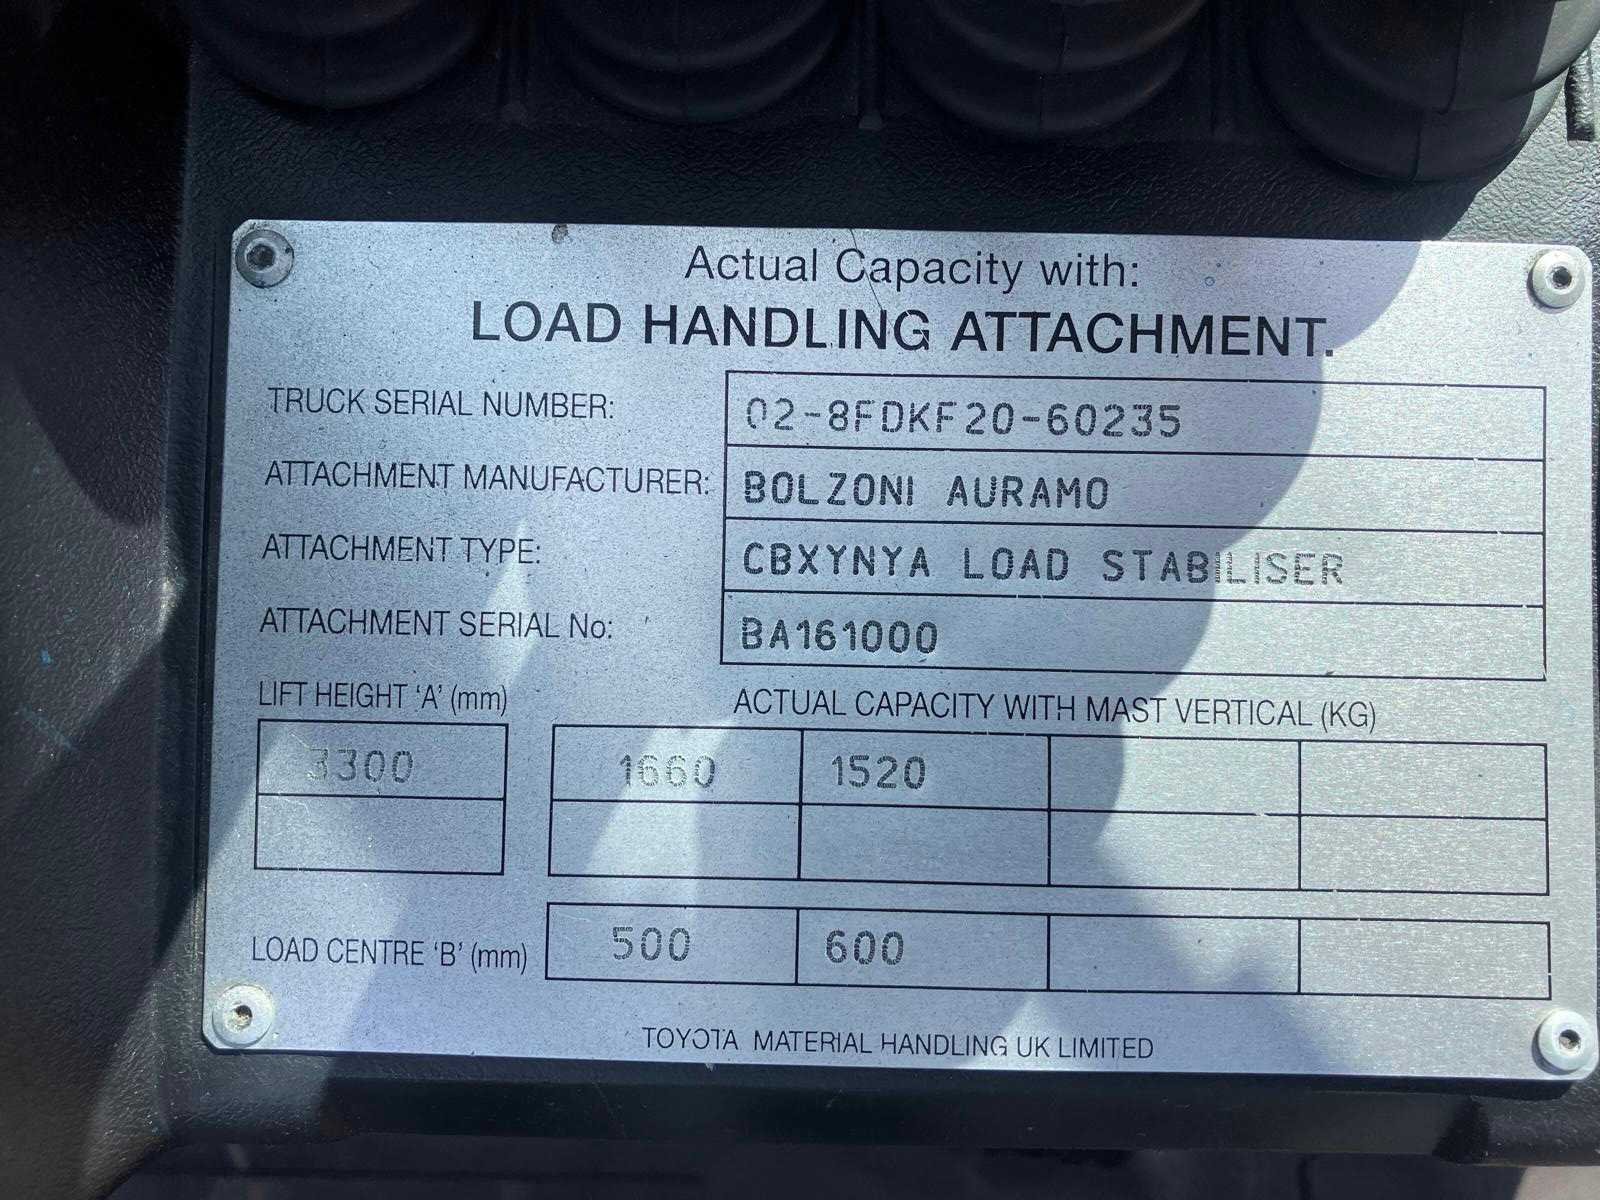 Actual Capacity with:
LOAD HANDLING ATTACHMENT.
TRUCK SERIAL NUMBER: 02-8FDKF20-60235
ATTACHMENT MANUFACTURER: BOLZONI AURAMO
ATTACHMENT TYPE: CBXYNYA LOAD STABILISER
ATTACHMENT SERIAL No: BA161000
LIFT HEIGHT 'A' (mm) ACTUAL CAPACITY WITH MAST VERTICAL (KG)
3300 1660 1520
LOAD CENTRE 'B' (mm) 500 600
TOYOTA MATERIAL HANDLING UK LIMITED